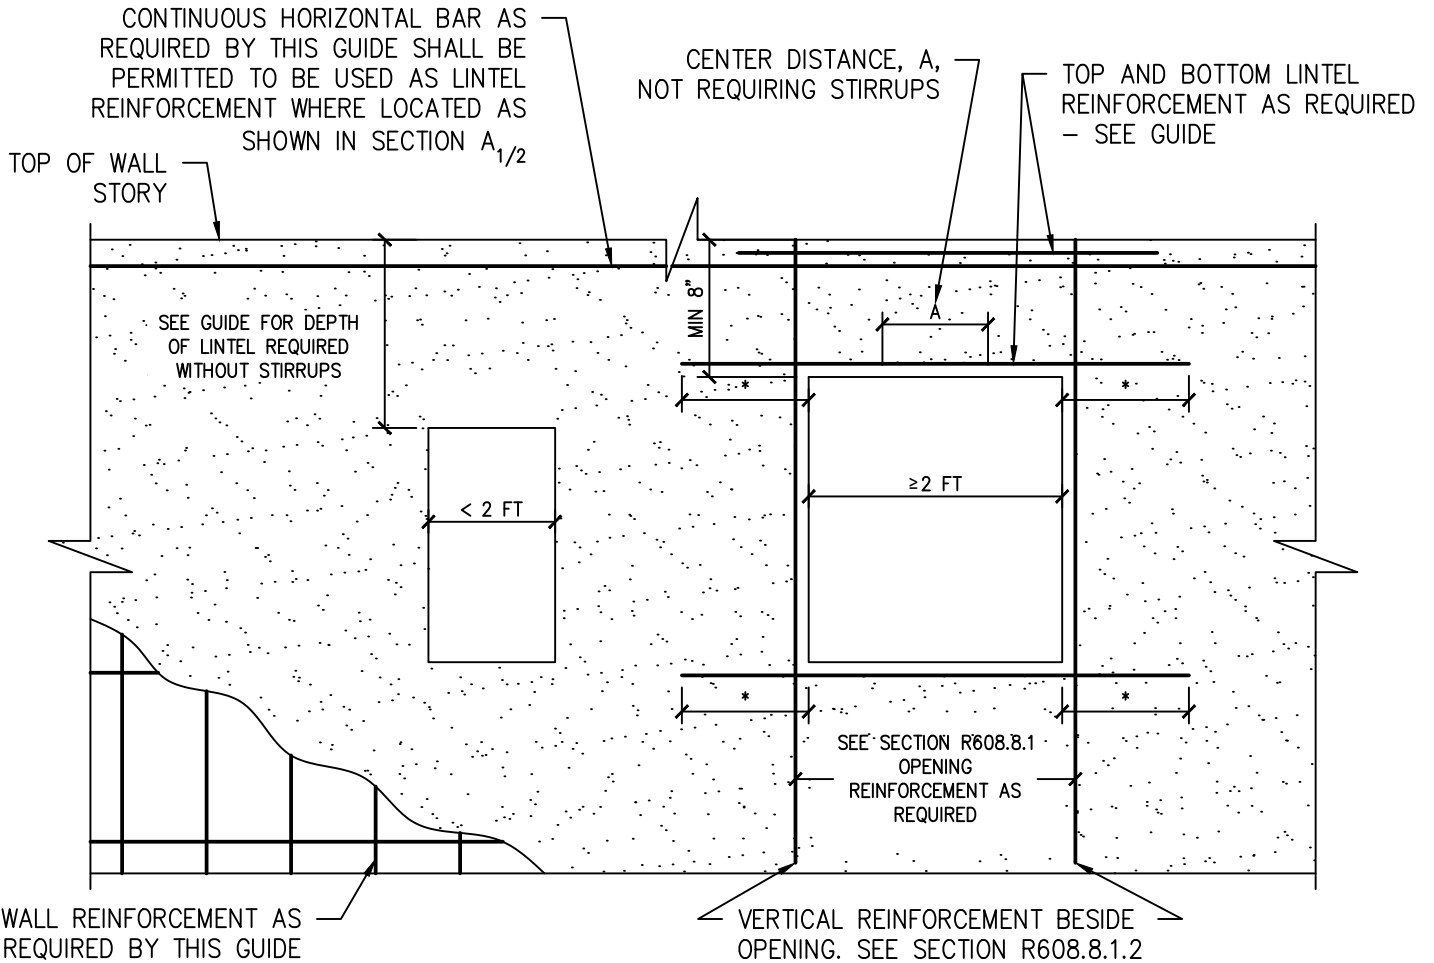 CONTINUOUS HORIZONTAL BAR AS
REQUIRED BY THIS GUIDE SHALL BE
PERMITTED TO BE USED AS LINTEL
REINFORCEMENT WHERE LOCATED AS
SHOWN IN SECTION A1/2
TOP OF WALL
STORY
CENTER DISTANCE, A,
NOT REQUIRING STIRRUPS
TOP AND BOTTOM LINTEL
REINFORCEMENT AS REQUIRED
– SEE GUIDE
SEE GUIDE FOR DEPTH
OF LINTEL REQUIRED
WITHOUT STIRRUPS
MIN 8"
A
*
*
< 2 FT
≥2 FT
*
*
SEE SECTION R608.8.1
OPENING
REINFORCEMENT AS
REQUIRED
WALL REINFORCEMENT AS
REQUIRED BY THIS GUIDE
VERTICAL REINFORCEMENT BESIDE
OPENING. SEE SECTION R608.8.1.2